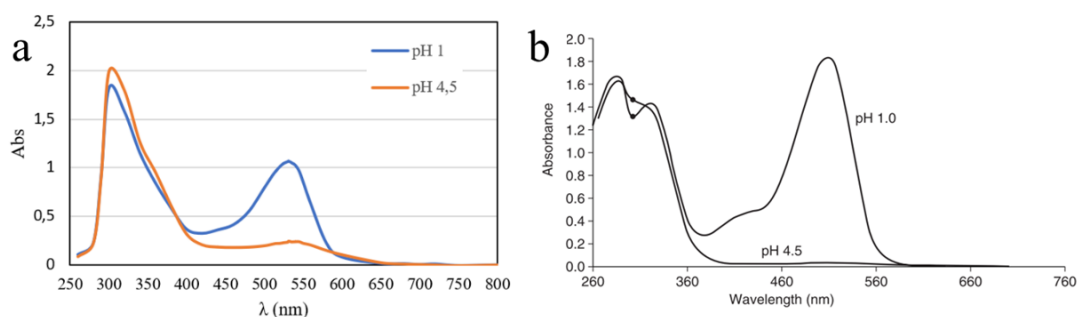 a
2,5
2
1,5
1
0,5
0
Abs
pH 1
pH 4,5
250 300 350 400 450 500 550 600 650 700 750 800
λ (nm)
b
2.0
1.8
1.6
1.4
1.2
1.0
0.8
0.6
0.4
0.2
0.0
Absorbance
pH 1.0
pH 4.5
260 360 460 560 660 760
Wavelength (nm)